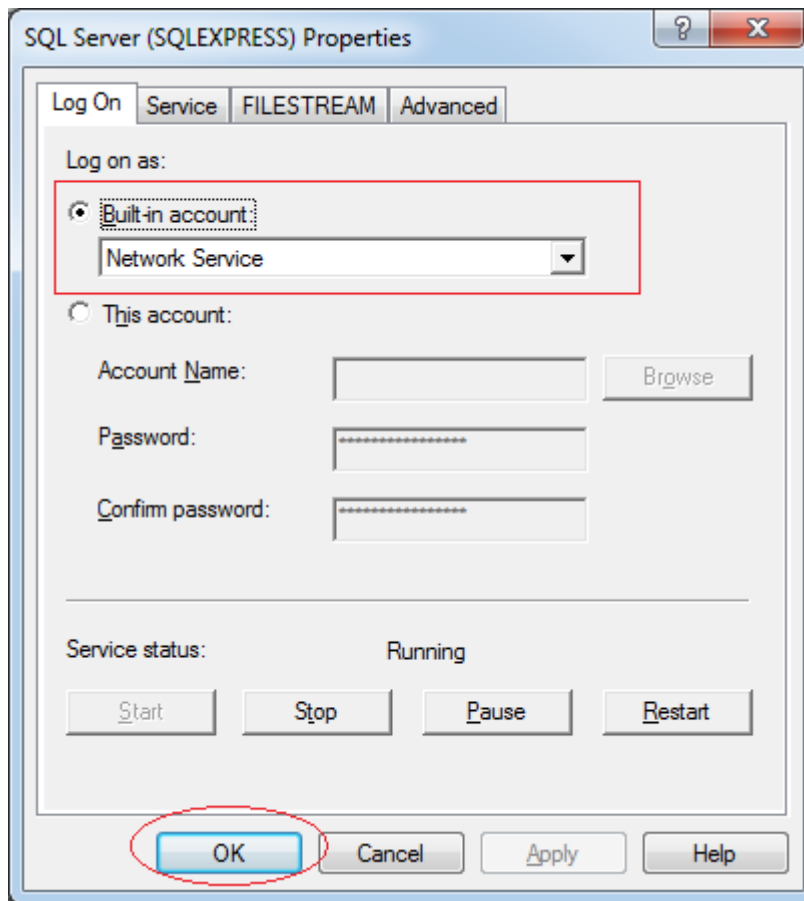 SQL Server (SQLEXPRESS) Properties
Log On Service FILESTREAM Advanced
Log on as:
Built-in account:
Network Service
This account:
Account Name:
Browse
Password:
***************
Confirm password:
***************
Service status: Running
Start Stop Pause Restart
OK Cancel Apply Help